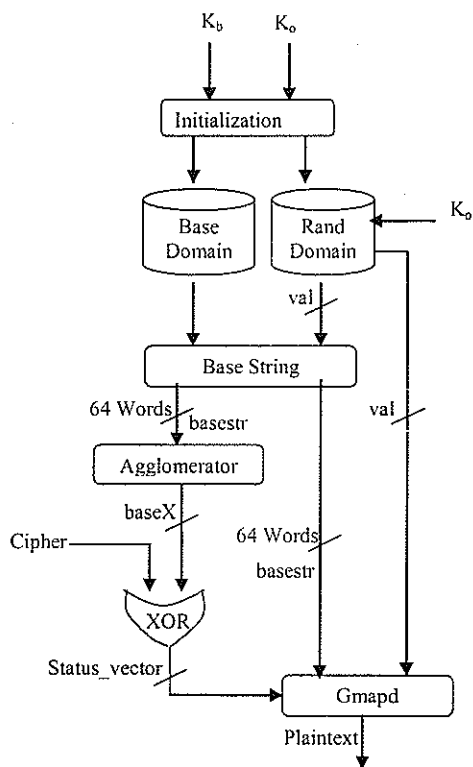 K_b K_o
Initialization
Base
Domain
Rand
Domain
K_o
val
Base String
64 Words
basestr
val
Agglomerator
baseX
64 Words
basestr
Cipher
XOR
Status_vector
Gmapd
Plaintext